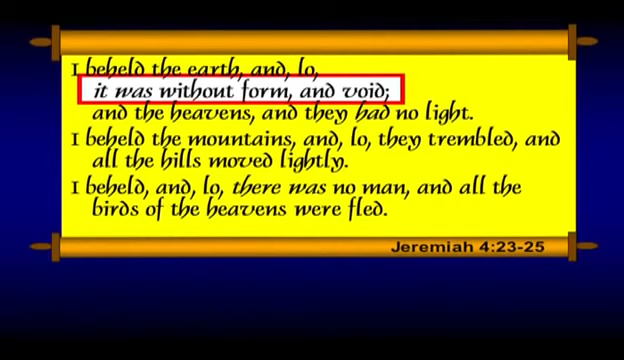 I beheld the earth, and, lo,
it was without form, and void;
and the heavens, and they had no light.
I beheld the mountains, and, lo, they trembled, and
all the hills moved lightly.
I beheld, and, lo, there was no man, and all the
birds of the heavens were fled.
Jeremiah 4:23-25